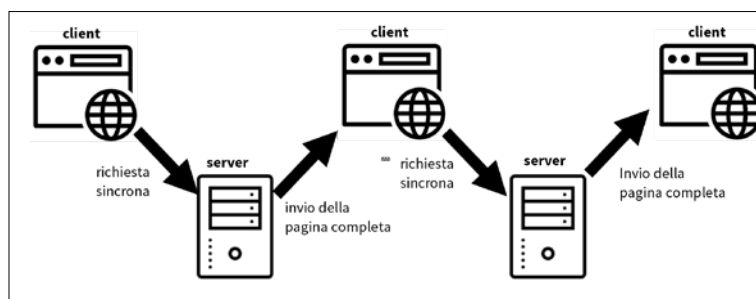 client
richiesta
sincrona
server
invio della
pagina completa
client
richiesta
sincrona
server
Invio della
pagina completa
client